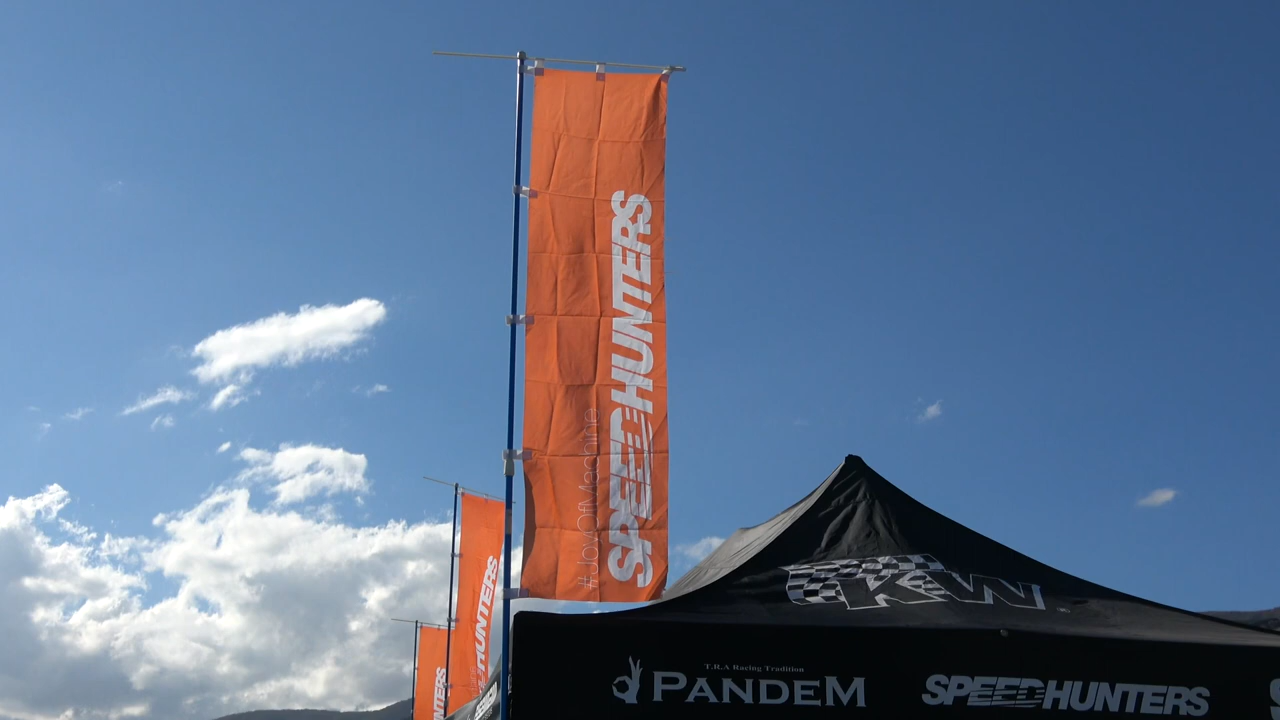 SPEEDHUNTERS
#JoyOfMachine
HUNTERS
KW
T.R.A Racing Tradition
PANDEM
SPEEDHUNTERS